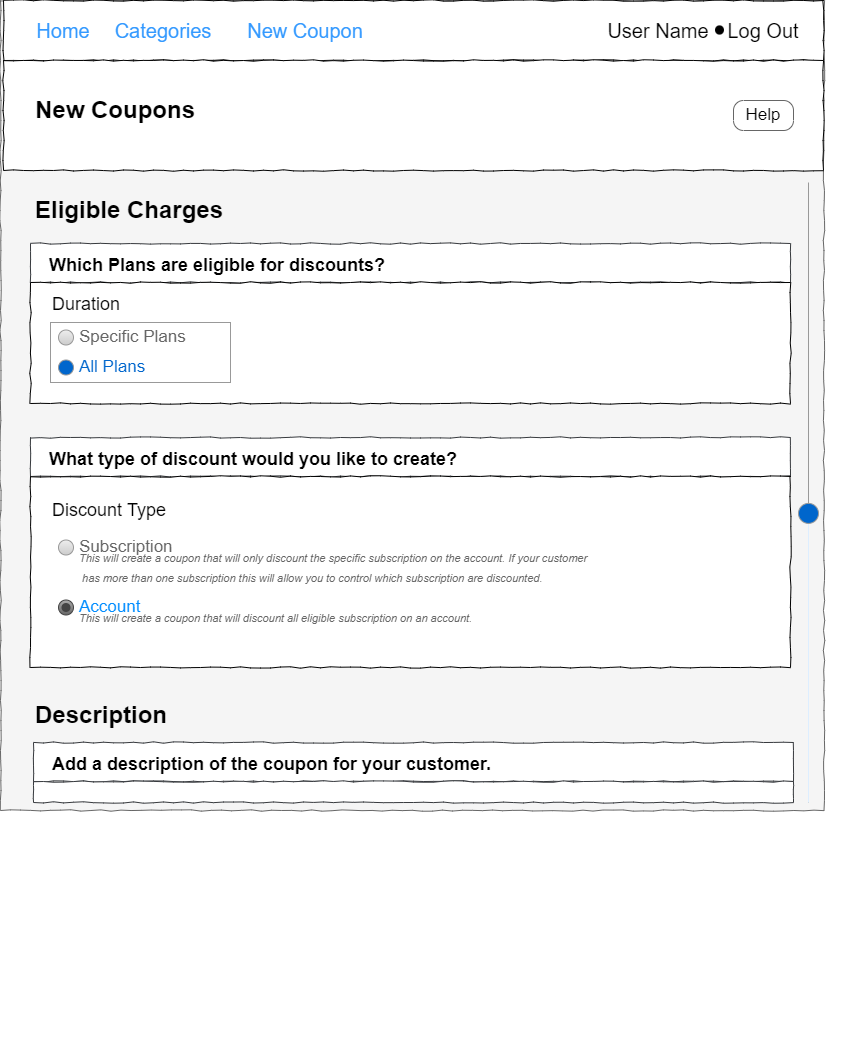 Home Categories New Coupon User Name Log Out
New Coupons
Help
Eligible Charges
Which Plans are eligible for discounts?
Duration
Specific Plans
All Plans
What type of discount would you like to create?
Discount Type
Subscription
This will create a coupon that will only discount the specific subscription on the account. If your customer
has more than one subscription this will allow you to control which subscription are discounted.
Account
This will create a coupon that will discount all eligible subscription on an account.
Description
Add a description of the coupon for your customer.